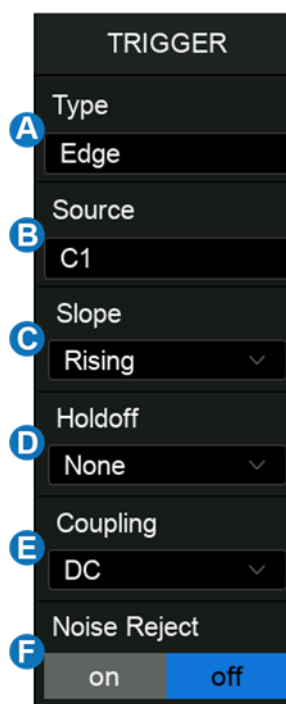 TRIGGER
Type
A
Edge
Source
B
C1
Slope
C
Rising
Holdoff
D
None
Coupling
E
DC
Noise Reject
F
on off